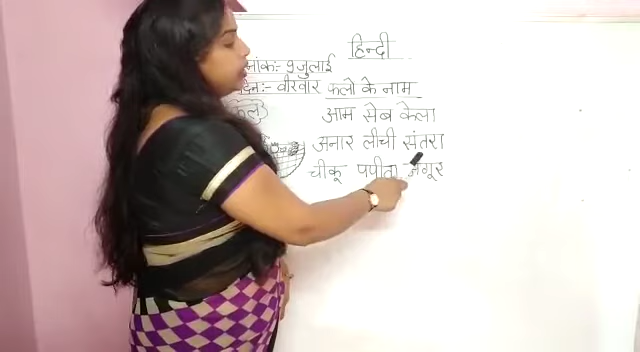 हिन्दी
नांक:- 9 जुलाई
दिन:- वीरवार फलो के नाम
आम सेब केला
अनार लीची संतरा
चीकू पपीता अंगूर